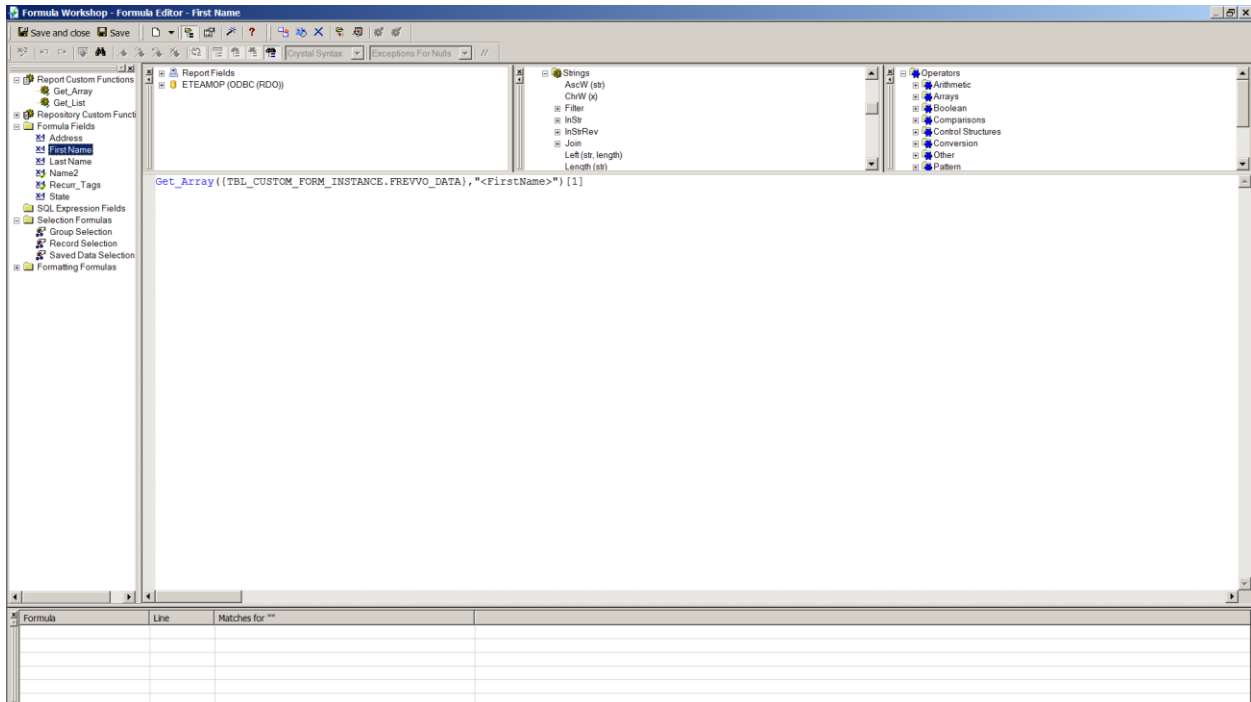 Formula Workshop - Formula Editor - First Name
Save and close Save
Crystal Syntax Exceptions For Nulls //
Report Custom Functions
Get_Array
Get_List
Repository Custom Functi
Formula Fields
Address
First Name
Last Name
Name2
Recurr_Tags
State
SQL Expression Fields
Selection Formulas
Group Selection
Record Selection
Saved Data Selection
Formatting Formulas
Report Fields
ETEAMOP (ODBC (RDO))
Strings
AscW (str)
ChrW (x)
Filter
InStr
InStrRev
Join
Left (str, length)
Length (str)
Operators
Arithmetic
Arrays
Boolean
Comparisons
Control Structures
Conversion
Other
Pattern
Get_Array({TBL_CUSTOM_FORM_INSTANCE.FREVVO_DATA},"<FirstName>")[1]
Formula Line Matches for ""